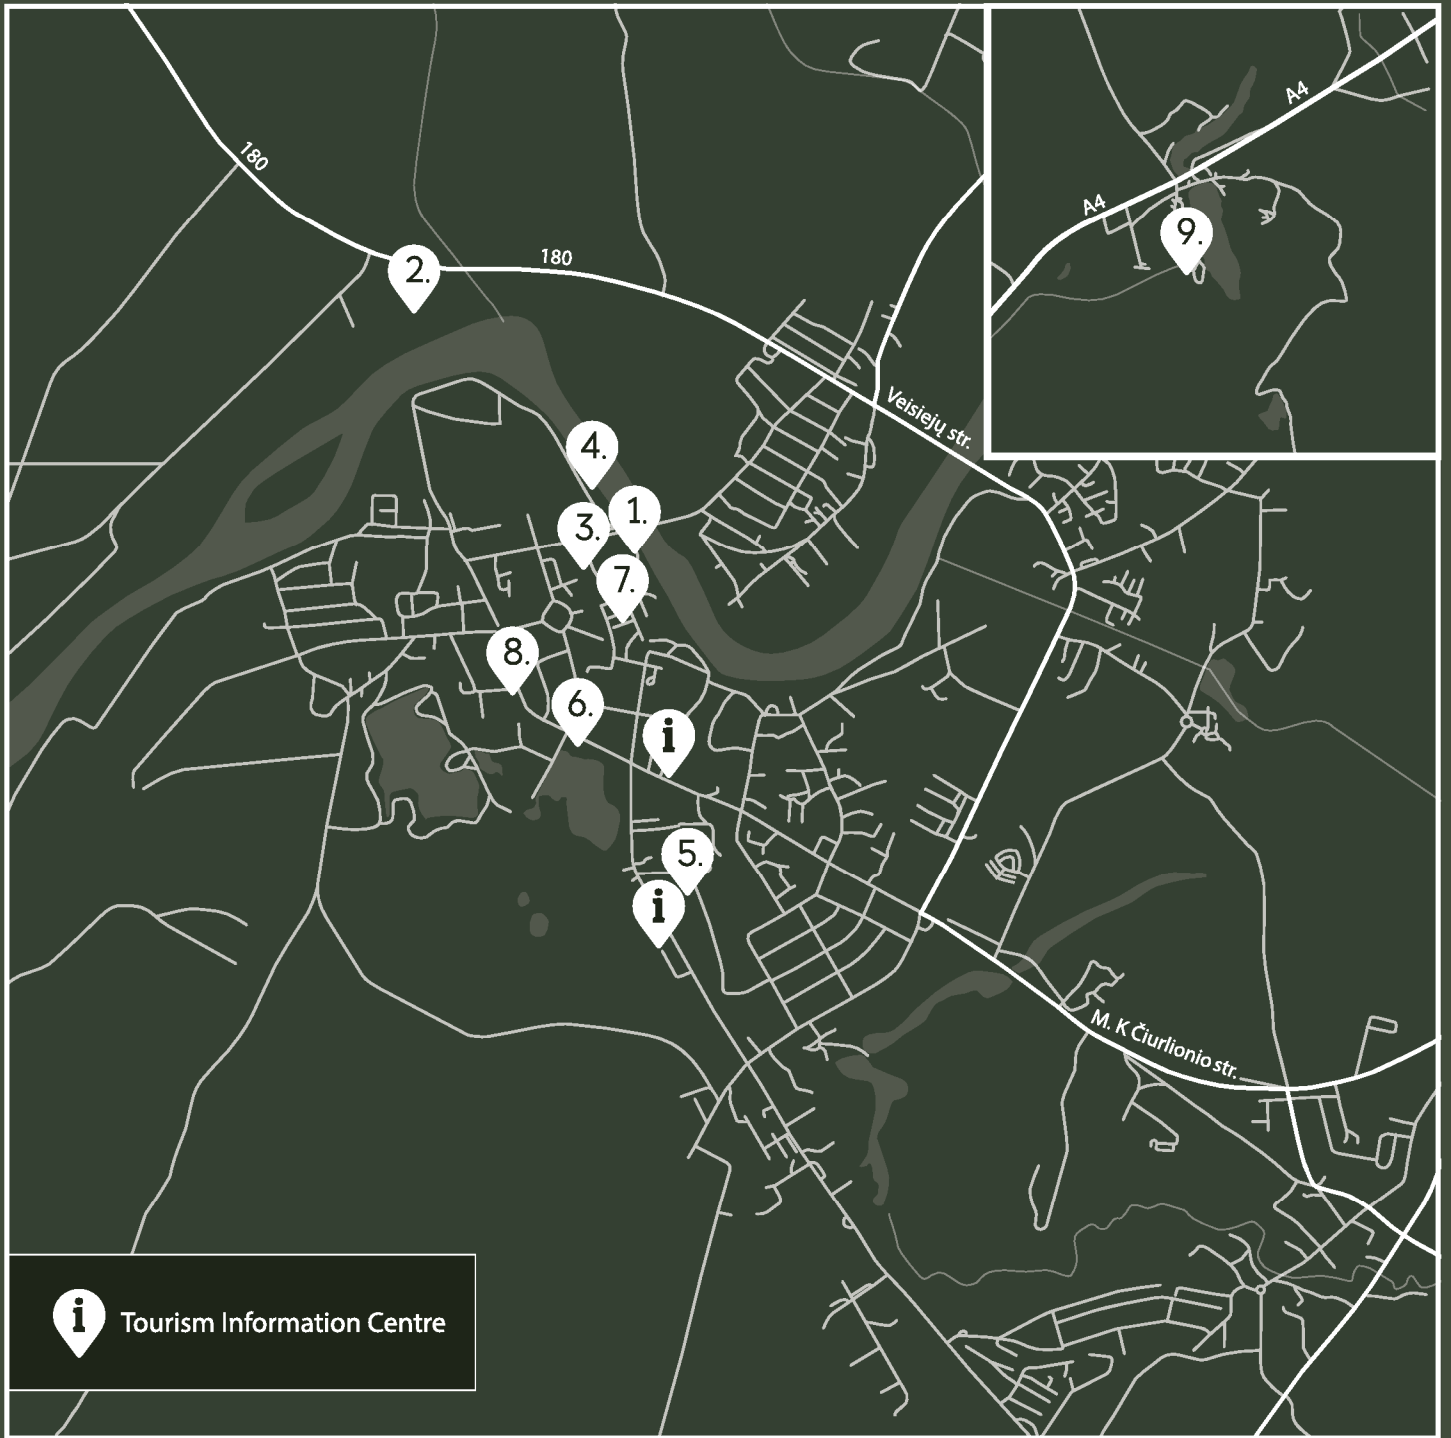 A4
180
A4
9.
180
2.
Veisiejų str.
4.
1.
3.
7.
8.
6.
i
5.
i
M. K Čiurlionio str.
i Tourism Information Centre